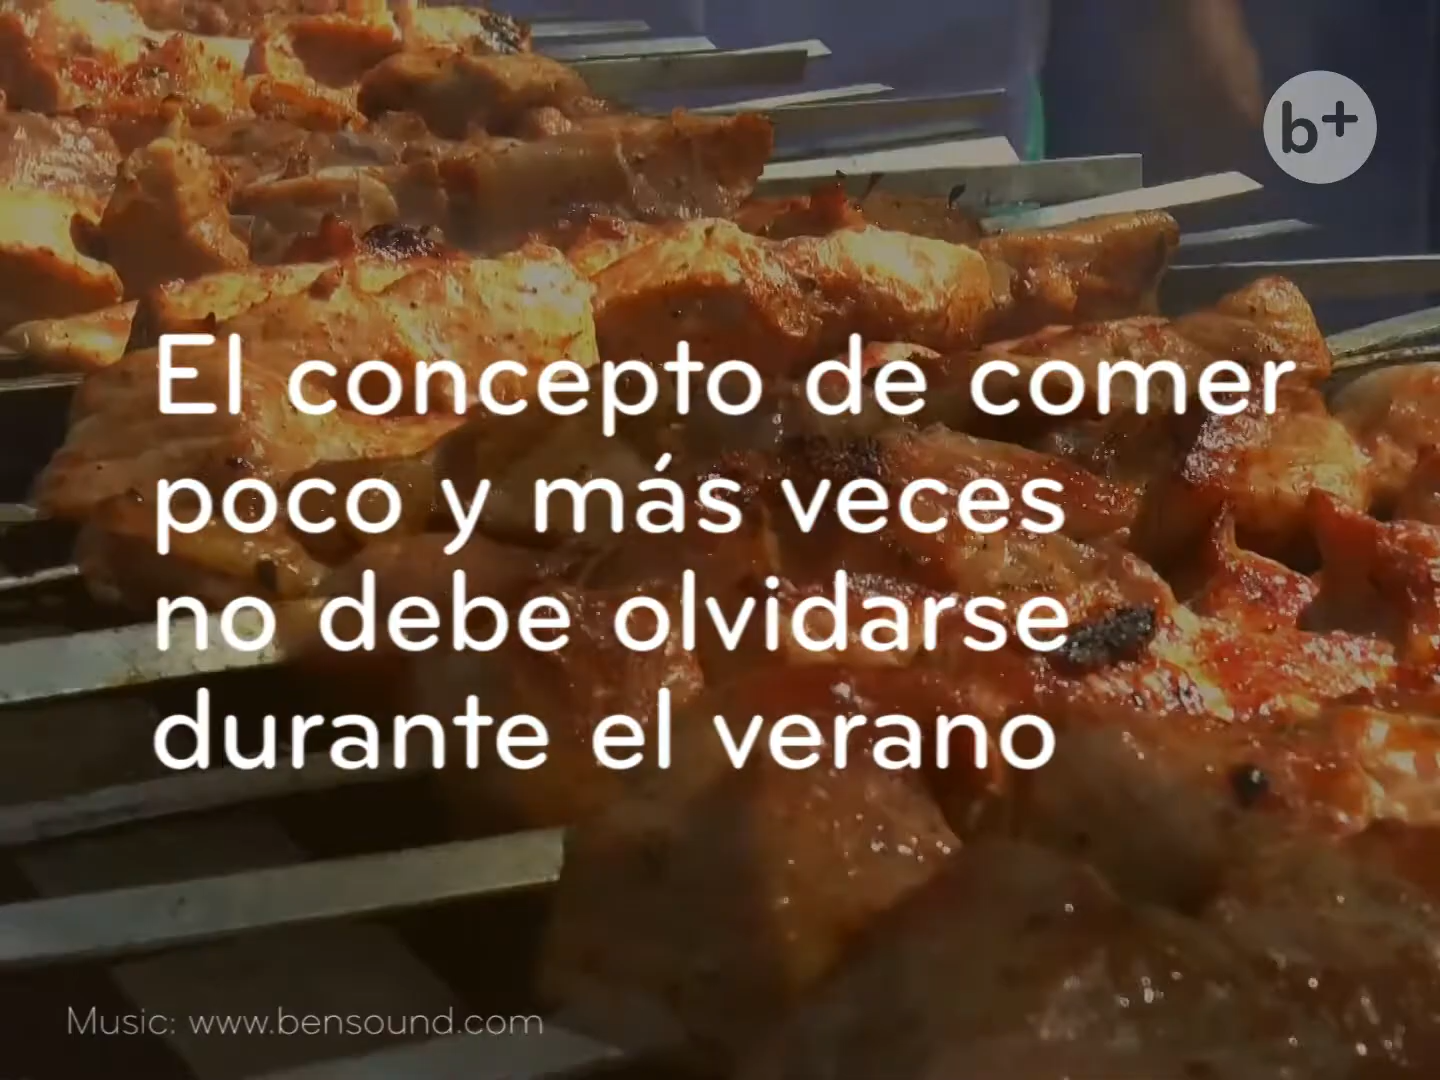 b+
El concepto de comer
poco y más veces
no debe olvidarse
durante el verano
Music: www.bensound.com